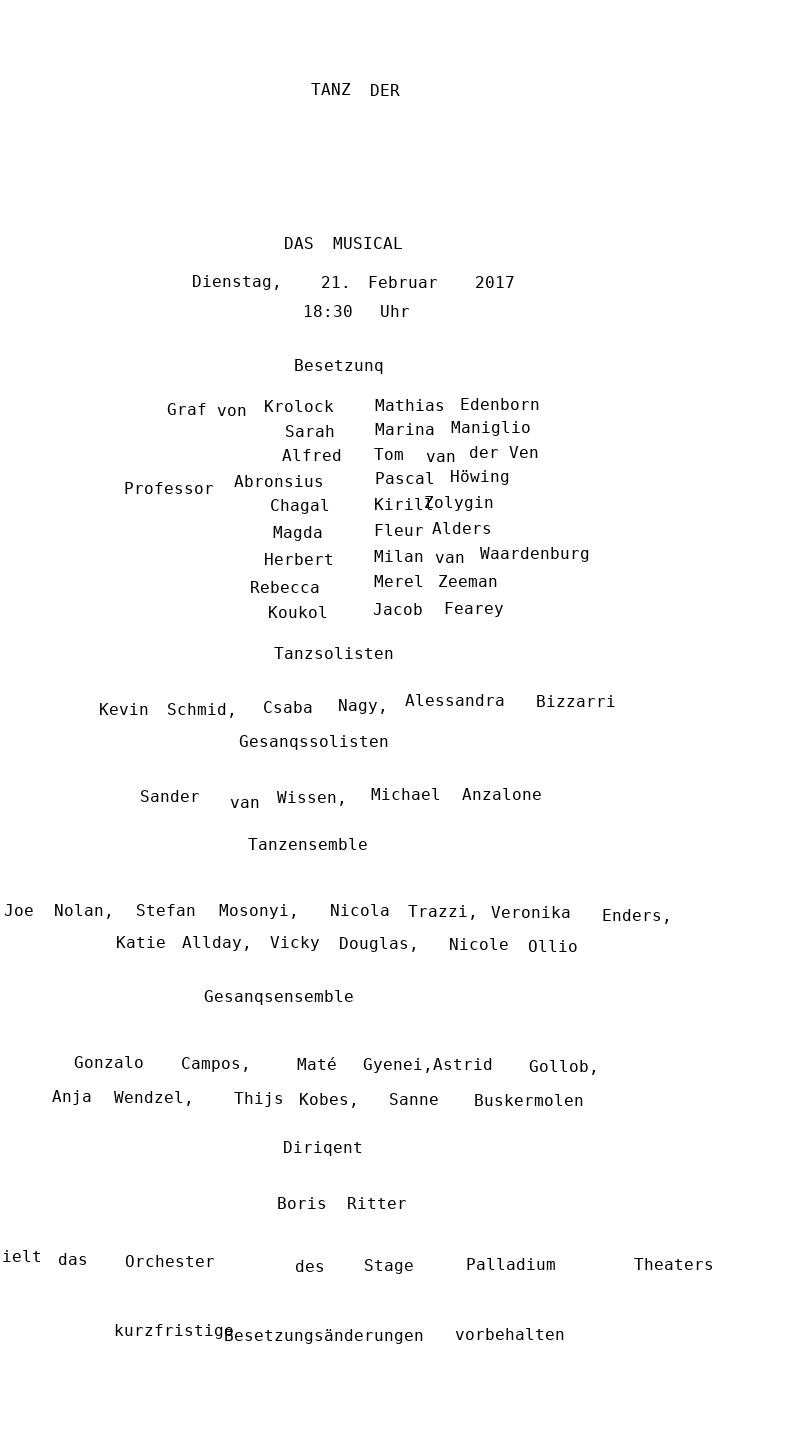 TANZ DER
DAS MUSICAL
Dienstag, 21. Februar 2017
18:30 Uhr
Besetzunq
Graf von Krolock Mathias Edenborn
Sarah Marina Maniglio
Alfred Tom van der Ven
Professor Abronsius Pascal Höwing
Chagal Kirill Zolygin
Magda Fleur Alders
Herbert Milan van Waardenburg
Rebecca Merel Zeeman
Koukol Jacob Fearey
Tanzsolisten
Kevin Schmid, Csaba Nagy, Alessandra Bizzarri
Gesanqssolisten
Sander van Wissen, Michael Anzalone
Tanzensemble
Joe Nolan, Stefan Mosonyi, Nicola Trazzi, Veronika Enders,
Katie Allday, Vicky Douglas, Nicole Ollio
Gesanqsensemble
Gonzalo Campos, Maté Gyenei, Astrid Gollob,
Anja Wendzel, Thijs Kobes, Sanne Buskermolen
Diriqent
Boris Ritter
ielt das Orchester des Stage Palladium Theaters
kurzfristige Besetzungsänderungen vorbehalten